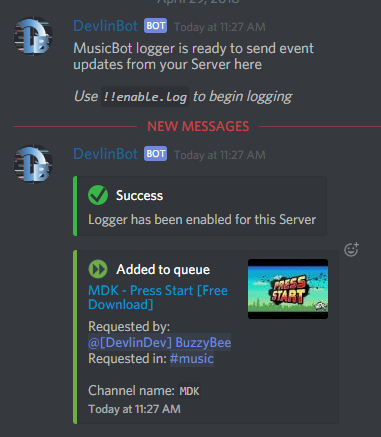 April 29, 2018
DevlinBot BOT Today at 11:27 AM
MusicBot logger is ready to send event
updates from your Server here
Use !!enable.log to begin logging
NEW MESSAGES
DevlinBot BOT Today at 11:27 AM
Success
Logger has been enabled for this Server
Added to queue
MDK - Press Start [Free
Download]
PRESS
START
Requested by:
@[DevlinDev] BuzzyBee
Requested in: #music
Channel name: MDK
Today at 11:27 AM